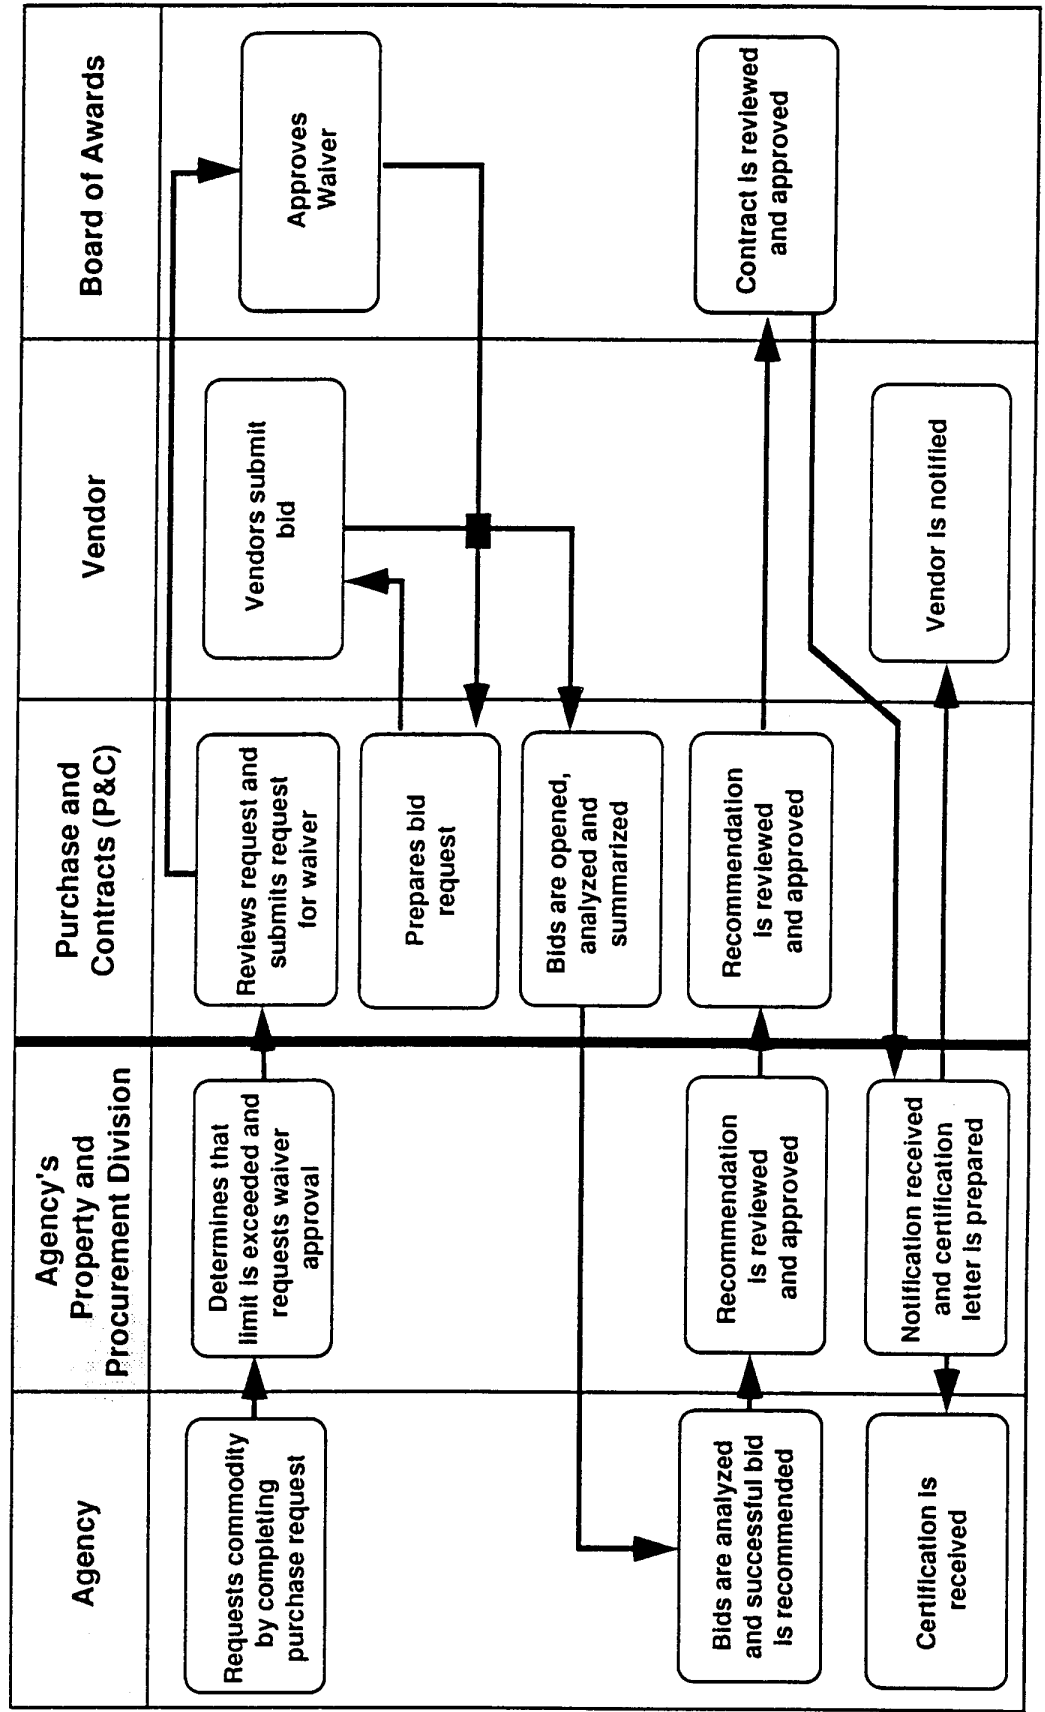 Agency
Agency's
Property and
Procurement Division
Purchase and
Contracts (P&C)
Vendor
Board of Awards
Requests commodity
by completing
purchase request
Determines that
limit is exceeded and
requests waiver
approval
Reviews request and
submits request
for waiver
Vendors submit
bid
Approves
Waiver
Prepares bid
request
Bids are opened,
analyzed and
summarized
Bids are analyzed
and successful bid
is recommended
Recommendation
is reviewed
and approved
Recommendation
is reviewed
and approved
Contract is reviewed
and approved
Certification is
received
Notification received
and certification
letter is prepared
Vendor is notified